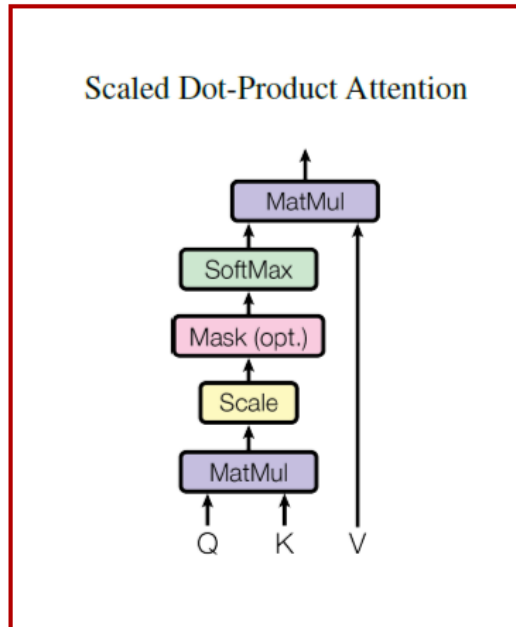 Scaled Dot-Product Attention
MatMul
SoftMax
Mask (opt.)
Scale
MatMul
Q K V